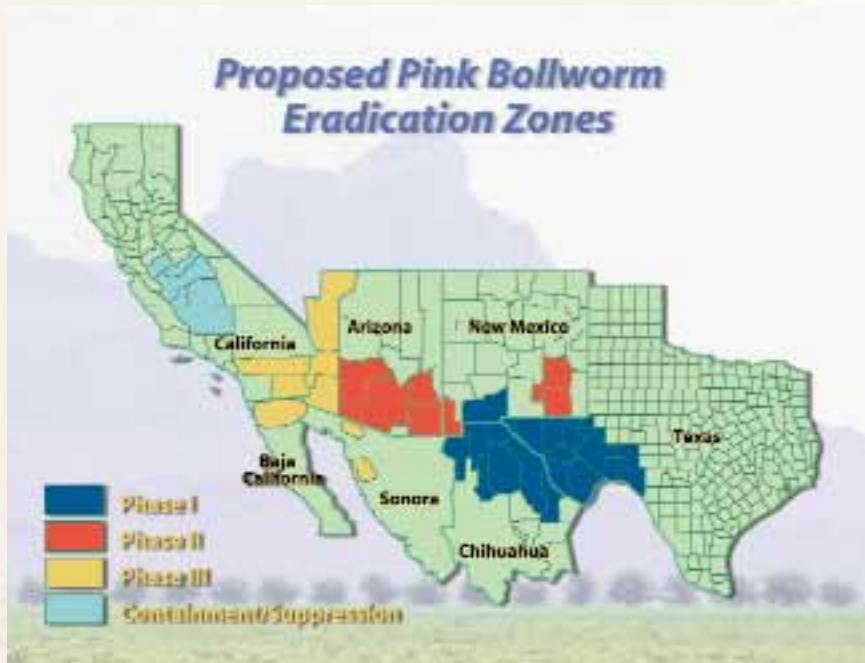 Proposed Pink Bollworm
Eradication Zones
Arizona
New Mexico
California
Texas
Baja
California
Sonora
Chihuahua
Phase I
Phase II
Phase III
Containment/Suppression